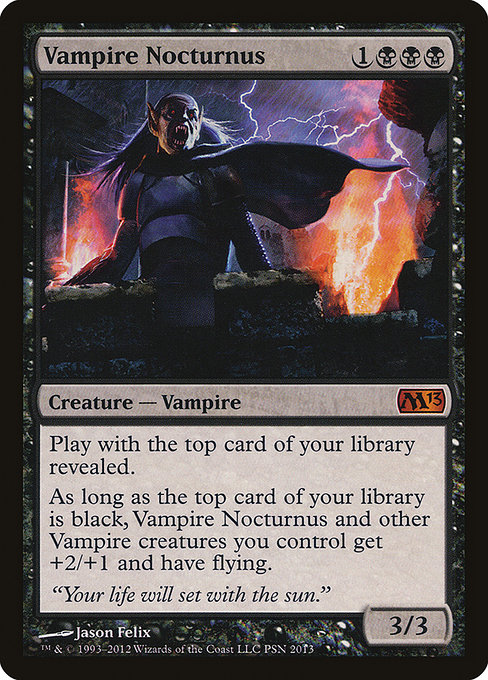 Vampire Nocturnus 1
Creature — Vampire M13
Play with the top card of your library
revealed.
As long as the top card of your library
is black, Vampire Nocturnus and other
Vampire creatures you control get
+2/+1 and have flying.
“Your life will set with the sun.”
Jason Felix
™ & © 1993–2012 Wizards of the Coast LLC PSN 2013
3/3